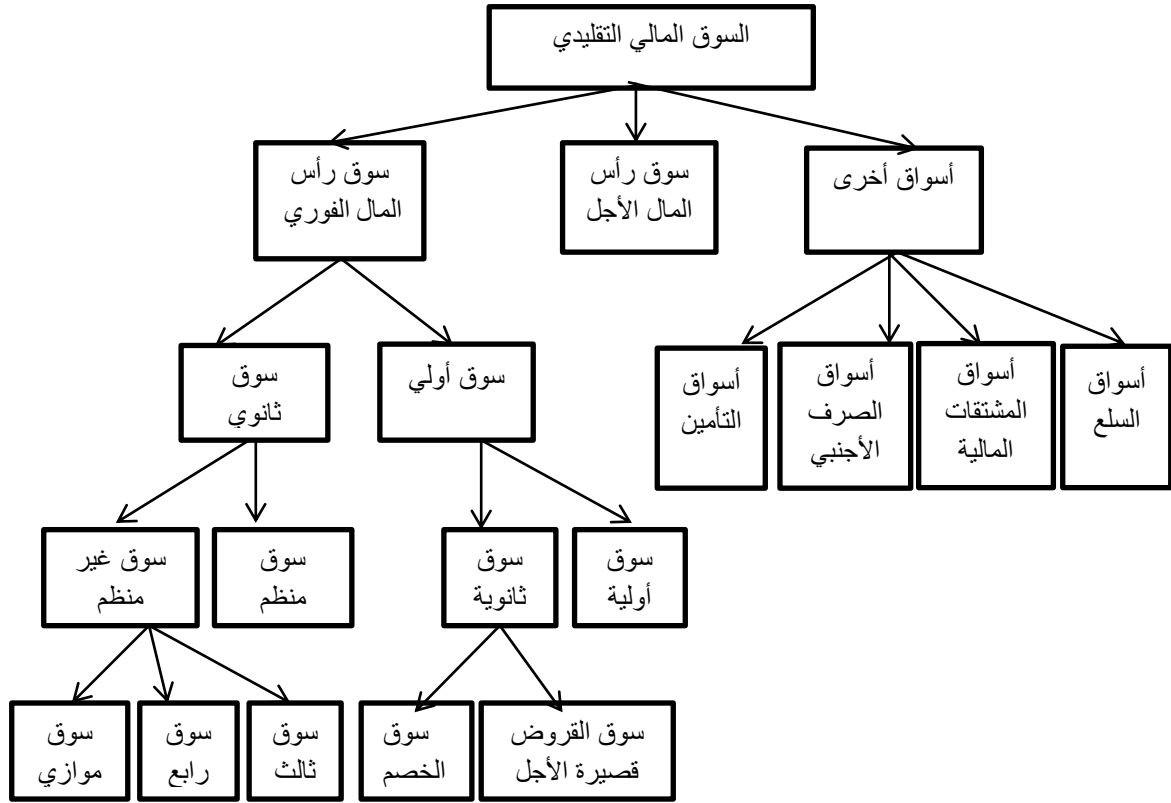 السوق المالي التقليدي
أسواق أخرى
سوق رأس
المال الأجل
سوق رأس
المال الفوري
أسواق
السلع
أسواق
المشتقات
المالية
أسواق
الصرف
الأجنبي
أسواق
التأمين
سوق أولي
سوق
ثانوي
سوق
أولية
سوق
ثانوية
سوق
منظم
سوق غير
منظم
سوق القروض
قصيرة الأجل
سوق
الخصم
سوق
ثالث
سوق
رابع
سوق
موازي